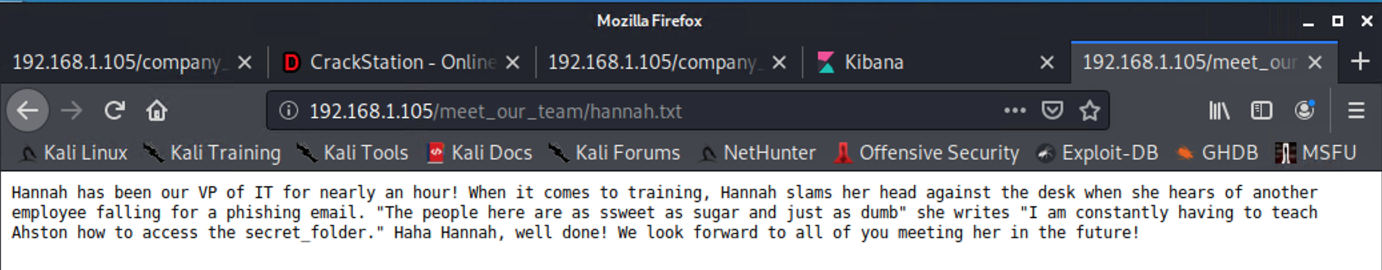 Mozilla Firefox
192.168.1.105/company_ CrackStation - Online 192.168.1.105/company_ Kibana 192.168.1.105/meet_our
192.168.1.105/meet_our_team/hannah.txt
Kali Linux Kali Training Kali Tools Kali Docs Kali Forums NetHunter Offensive Security Exploit-DB GHDB MSFU
Hannah has been our VP of IT for nearly an hour! When it comes to training, Hannah slams her head against the desk when she hears of another
employee falling for a phishing email. "The people here are as ssweet as sugar and just as dumb" she writes "I am constantly having to teach
Ahston how to access the secret_folder." Haha Hannah, well done! We look forward to all of you meeting her in the future!